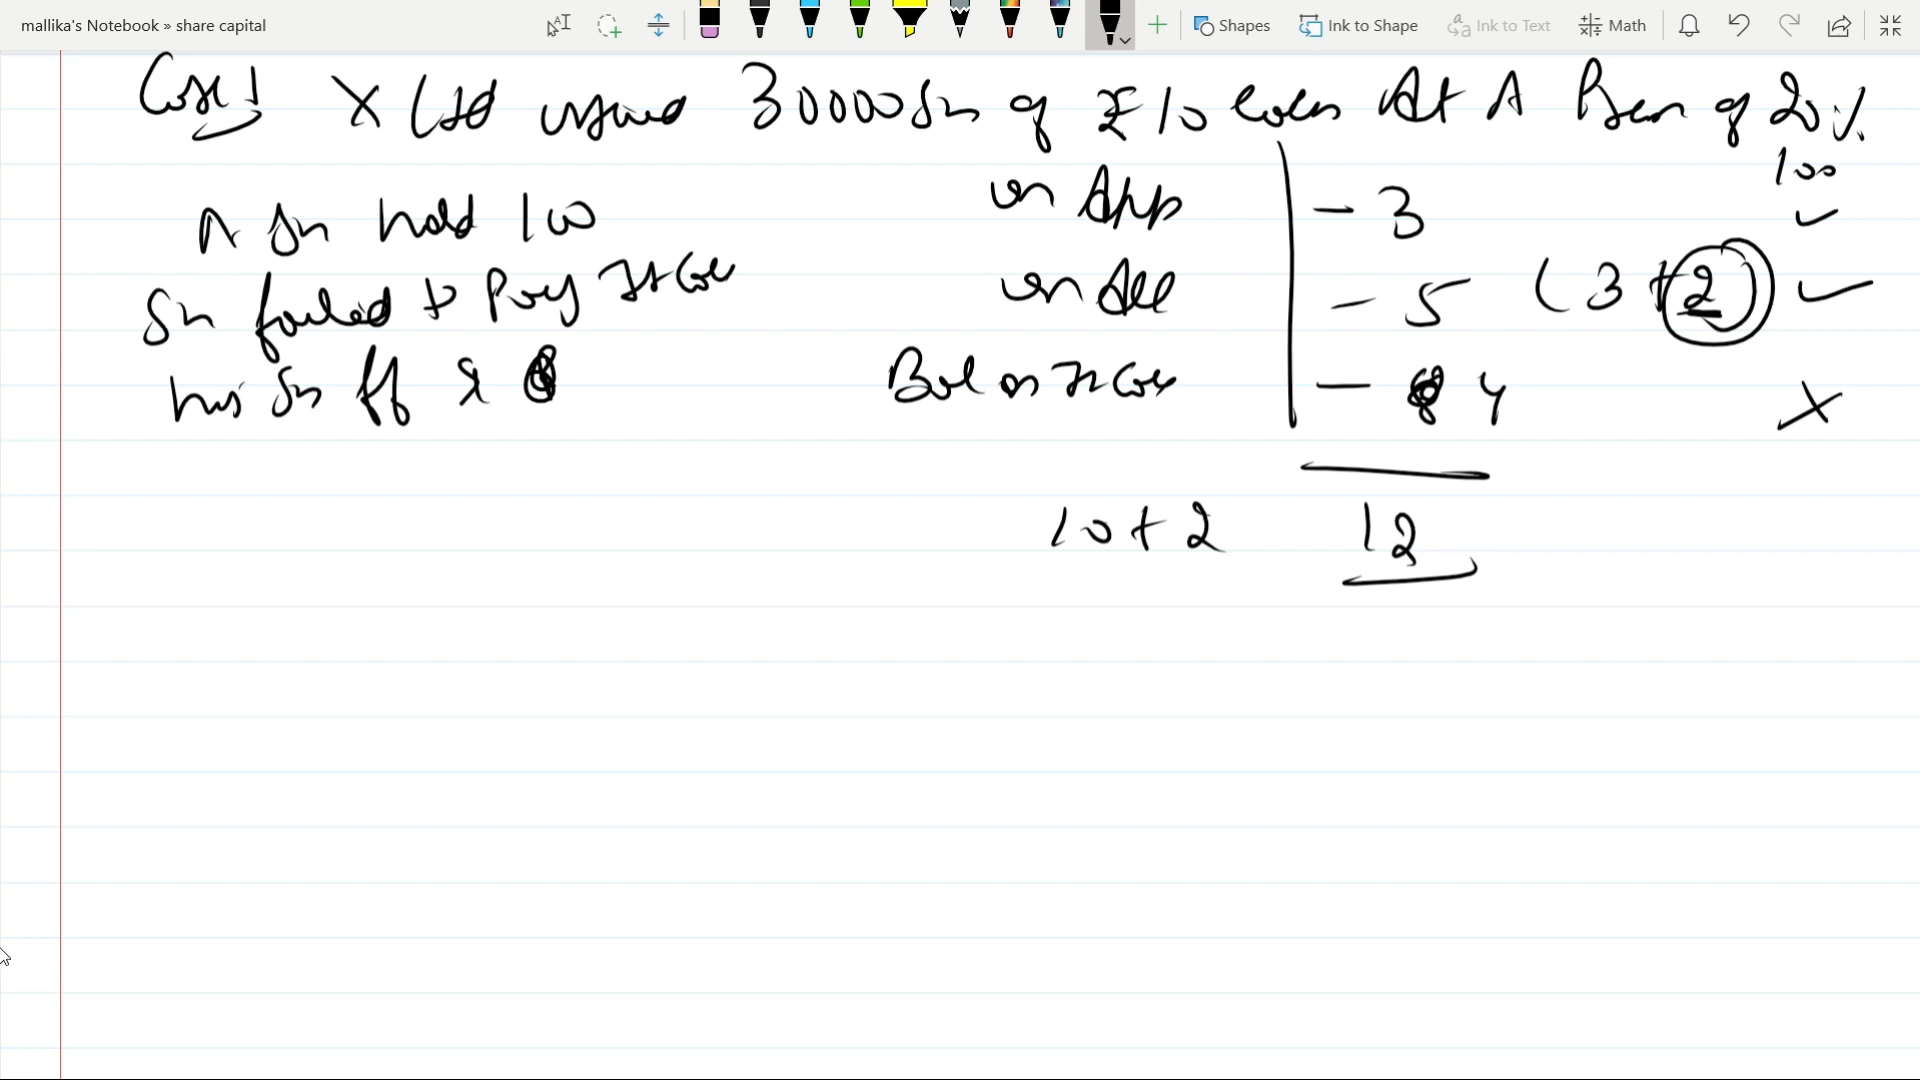 mallika's Notebook » share capital
Shapes
Ink to Shape
Ink to Text
Math
Case 1 X Ltd issued 30000 Sh of ₹10 each At A Prem of 20%
100
A Sh hold 100
on App - 3
Sh failed to Pay Ist Call
on All - 5 (3+2)
his Sh ff &
Bal on Ist Call - 4
10+2 12